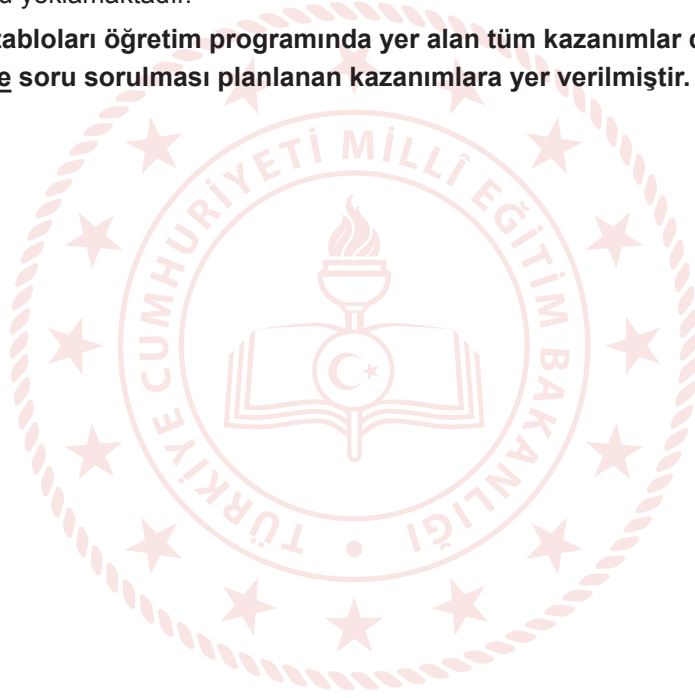 yoklamaktadır.
tabloları öğretim programında yer alan tüm kazanımlar
soru sorulması planlanan kazanımlara yer verilmiştir.
TÜRKİYE CUMHURİYETİ MİLLÎ EĞİTİM BAKANLIĞI